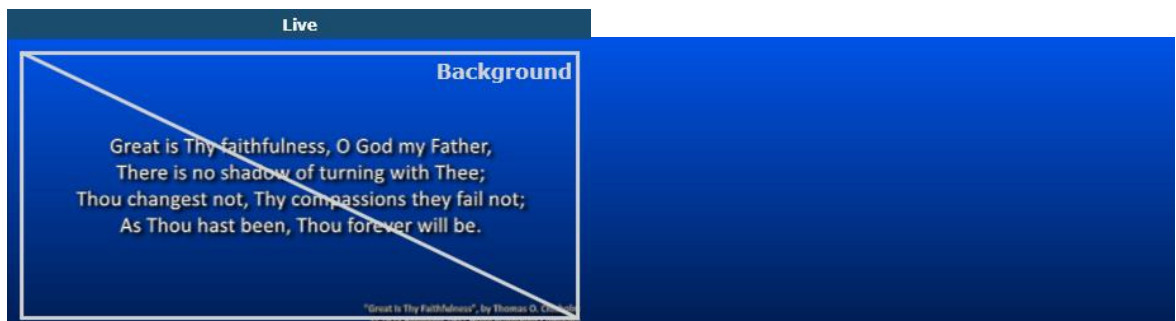 Live
Background
Great is Thy faithfulness, O God my Father,
There is no shadow of turning with Thee;
Thou changest not, Thy compassions they fail not;
As Thou hast been, Thou forever will be.
"Great Is Thy Faithfulness", by Thomas O.